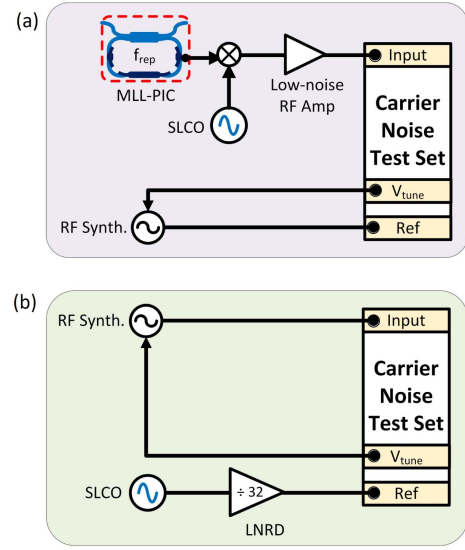 (a)
f_rep
MLL-PIC
SLCO
Low-noise
RF Amp
Input
Carrier
Noise
Test Set
V_tune
Ref
RF Synth.
(b)
RF Synth.
Input
Carrier
Noise
Test Set
V_tune
Ref
SLCO
÷ 32
LNRD